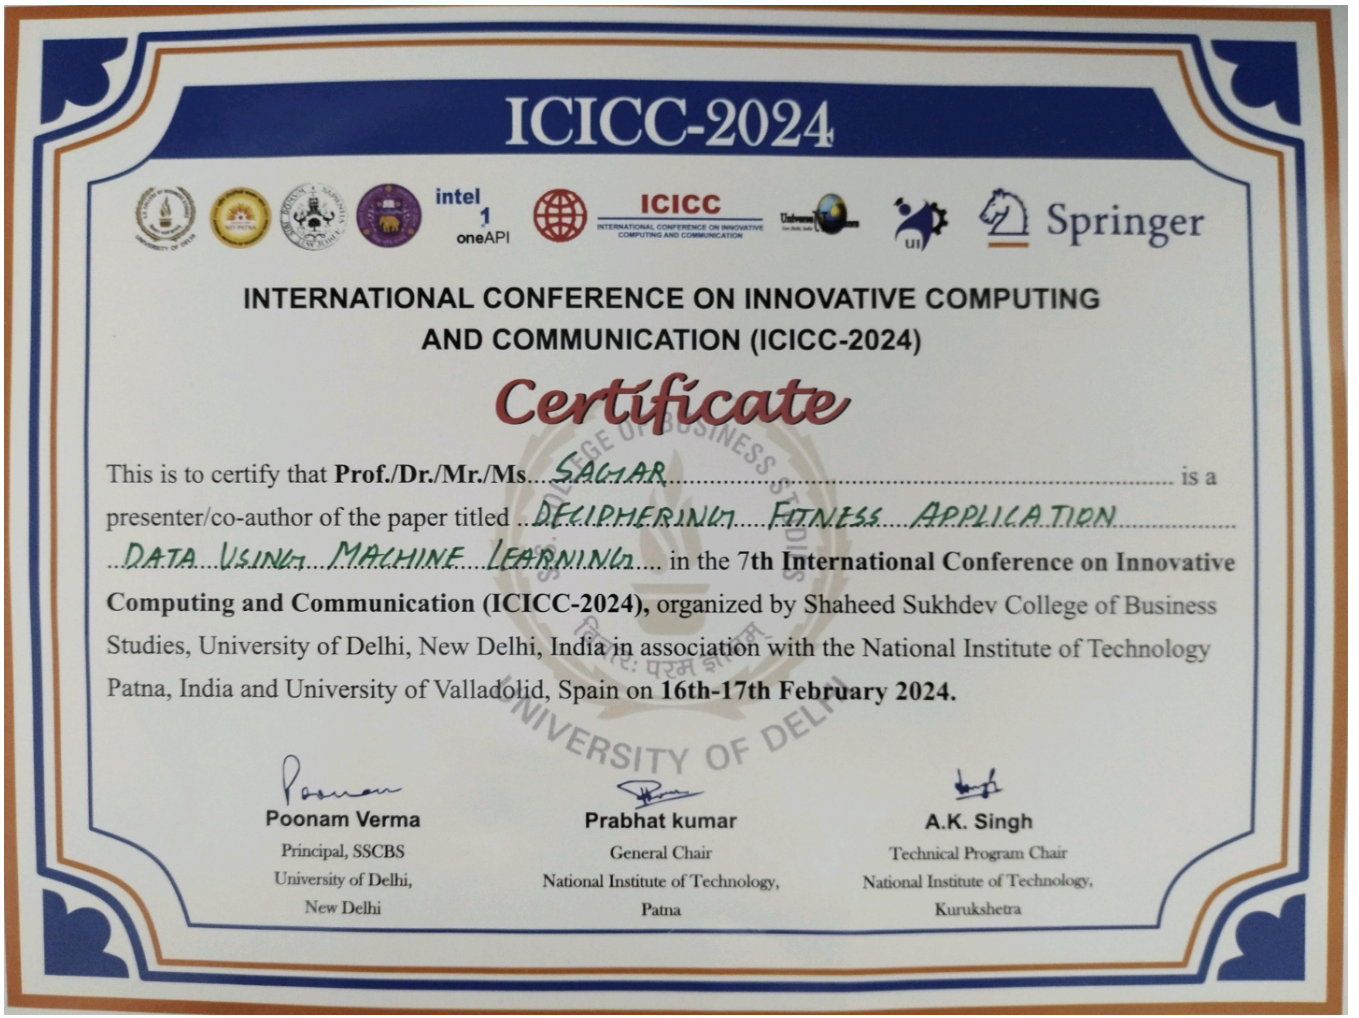 ICICC-2024
intel
1
oneAPI
ICICC
INTERNATIONAL CONFERENCE ON INNOVATIVE
COMPUTING AND COMMUNICATION
Universal
UI
Springer
INTERNATIONAL CONFERENCE ON INNOVATIVE COMPUTING
AND COMMUNICATION (ICICC-2024)
Certificate
This is to certify that Prof./Dr./Mr./Ms....SAGAR.......... is a
presenter/co-author of the paper titled ..DECIPHERING....FITNESS....APPLICATION..........
..DATA USING...MACHINE LEARNING.... in the 7th International Conference on Innovative
Computing and Communication (ICICC-2024), organized by Shaheed Sukhdev College of Business
Studies, University of Delhi, New Delhi, India in association with the National Institute of Technology
Patna, India and University of Valladolid, Spain on 16th-17th February 2024.
S.S. COLLEGE OF BUSINESS STUDIES
विचार: परम ज्ञानम्
UNIVERSITY OF DELHI
Poonam
Poonam Verma
Principal, SSCBS
University of Delhi,
New Delhi
Prabhat kumar
General Chair
National Institute of Technology,
Patna
A.K. Singh
Technical Program Chair
National Institute of Technology,
Kurukshetra